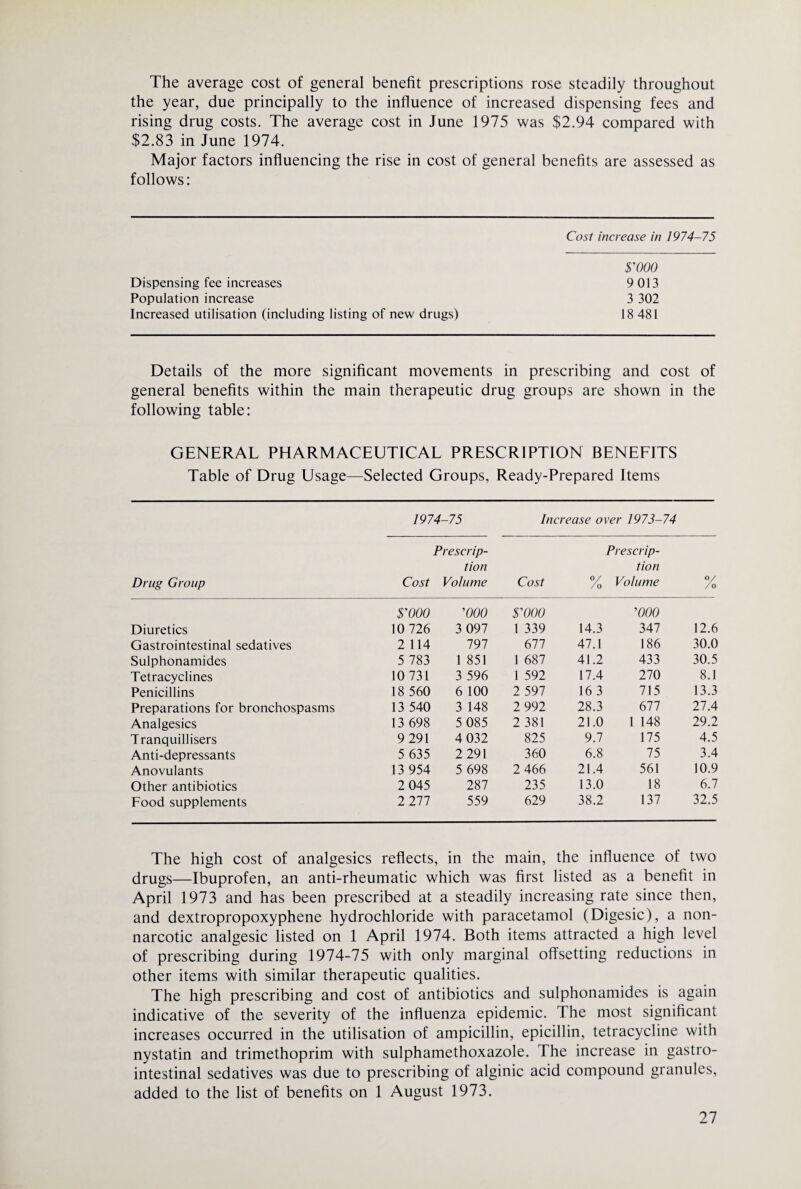 The average cost of general benefit prescriptions rose steadily throughout
the year, due principally to the influence of increased dispensing fees and
rising drug costs. The average cost in June 1975 was $2.94 compared with
$2.83 in June 1974.
Major factors influencing the rise in cost of general benefits are assessed as
follows:
Cost increase in 1974–75
$'000
Dispensing fee increases 9 013
Population increase 3 302
Increased utilisation (including listing of new drugs) 18 481
Details of the more significant movements in prescribing and cost of
general benefits within the main therapeutic drug groups are shown in the
following table:
GENERAL PHARMACEUTICAL PRESCRIPTION BENEFITS
Table of Drug Usage—Selected Groups, Ready-Prepared Items
1974–75 Increase over 1973–74
Prescrip- Prescrip-
tion tion
Drug Group Cost Volume Cost % Volume %
$'000 '000 $'000 '000
Diuretics 10 726 3 097 1 339 14.3 347 12.6
Gastrointestinal sedatives 2 114 797 677 47.1 186 30.0
Sulphonamides 5 783 1 851 1 687 41.2 433 30.5
Tetracyclines 10 731 3 596 1 592 17.4 270 8.1
Penicillins 18 560 6 100 2 597 16 3 715 13.3
Preparations for bronchospasms 13 540 3 148 2 992 28.3 677 27.4
Analgesics 13 698 5 085 2 381 21.0 1 148 29.2
Tranquillisers 9 291 4 032 825 9.7 175 4.5
Anti-depressants 5 635 2 291 360 6.8 75 3.4
Anovulants 13 954 5 698 2 466 21.4 561 10.9
Other antibiotics 2 045 287 235 13.0 18 6.7
Food supplements 2 277 559 629 38.2 137 32.5
The high cost of analgesics reflects, in the main, the influence of two
drugs—Ibuprofen, an anti-rheumatic which was first listed as a benefit in
April 1973 and has been prescribed at a steadily increasing rate since then,
and dextropropoxyphene hydrochloride with paracetamol (Digesic), a non-
narcotic analgesic listed on 1 April 1974. Both items attracted a high level
of prescribing during 1974-75 with only marginal offsetting reductions in
other items with similar therapeutic qualities.
The high prescribing and cost of antibiotics and sulphonamides is again
indicative of the severity of the influenza epidemic. The most significant
increases occurred in the utilisation of ampicillin, epicillin, tetracycline with
nystatin and trimethoprim with sulphamethoxazole. The increase in gastro-
intestinal sedatives was due to prescribing of alginic acid compound granules,
added to the list of benefits on 1 August 1973.
27